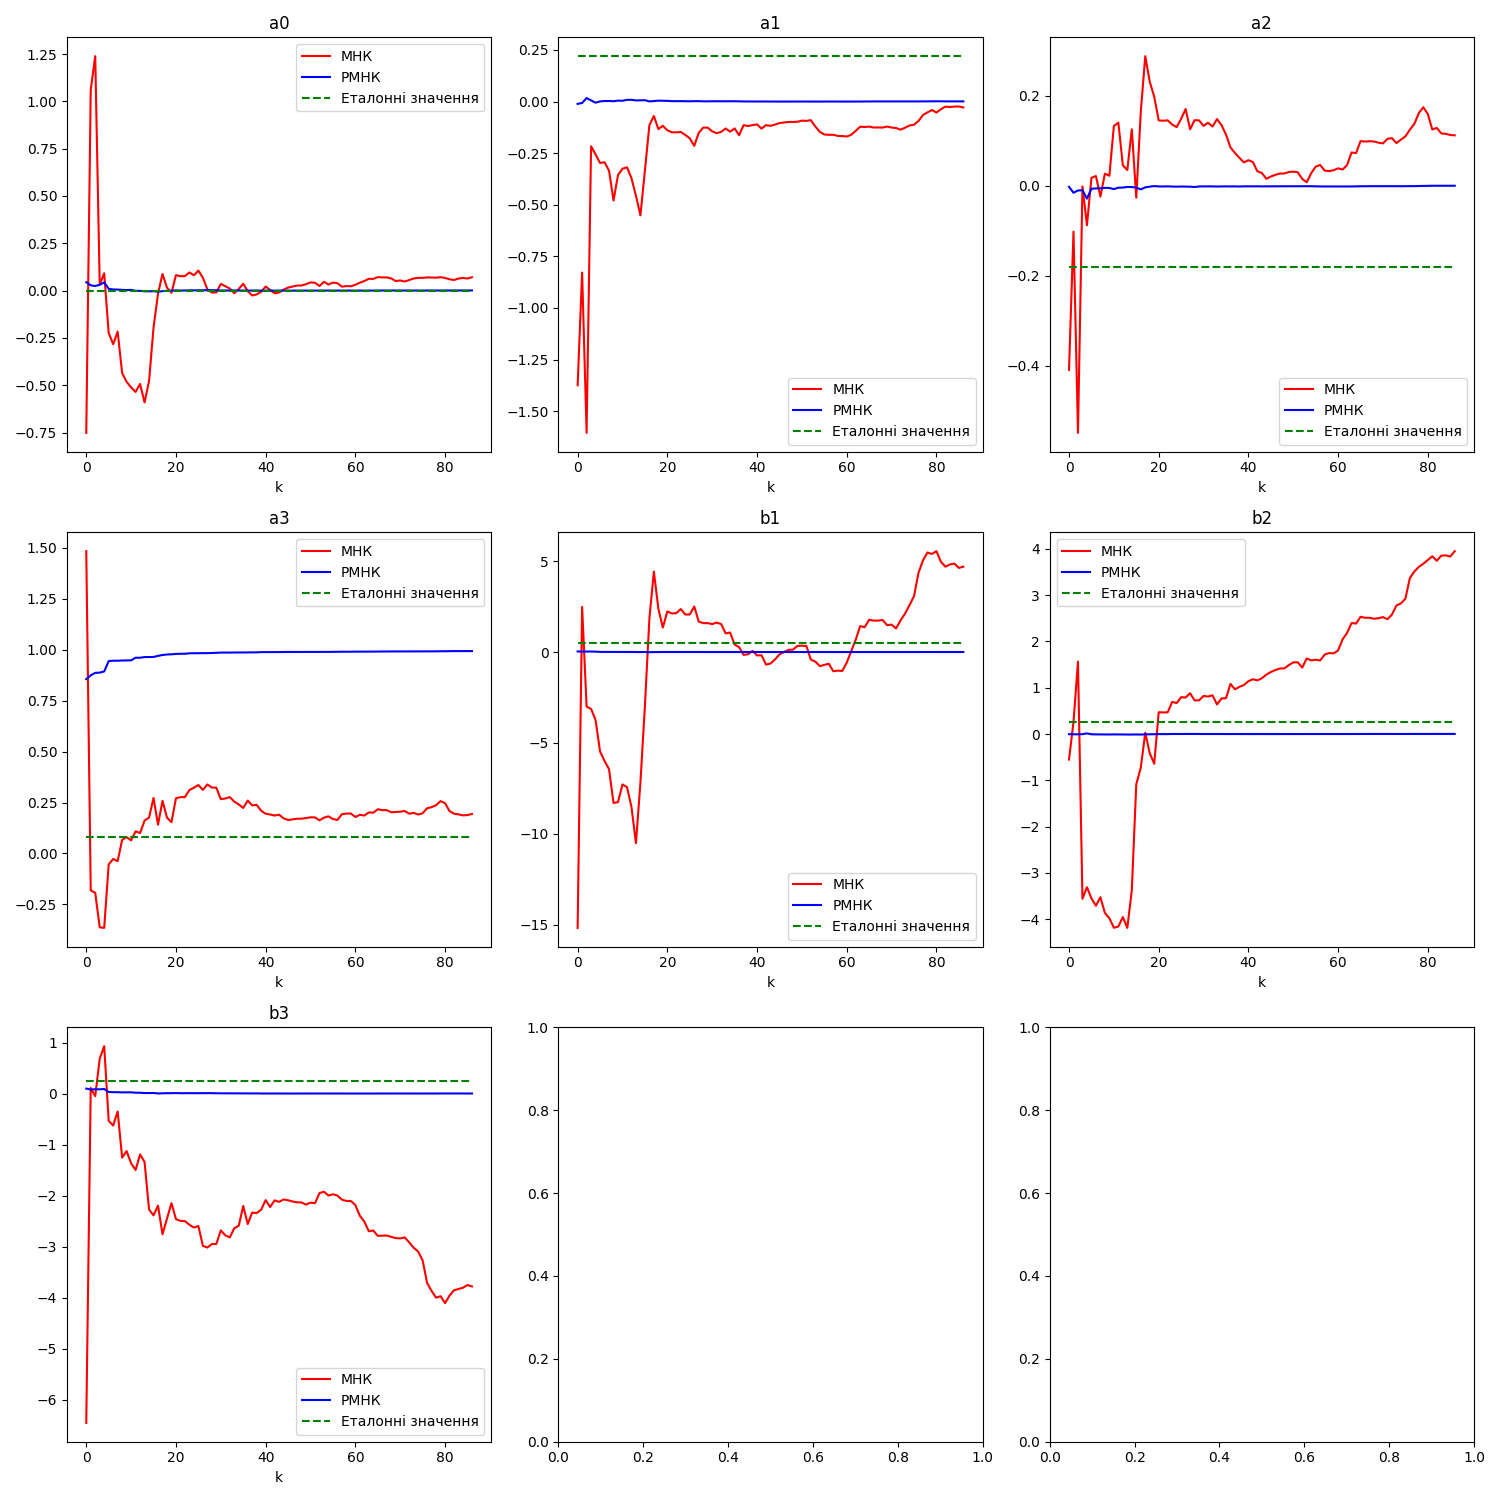 a0
1.25
1.00
0.75
0.50
0.25
0.00
−0.25
−0.50
−0.75
0 20 40 60 80
k
МНК
РМНК
Еталонні значення
a1
0.25
0.00
−0.25
−0.50
−0.75
−1.00
−1.25
−1.50
0 20 40 60 80
k
МНК
РМНК
Еталонні значення
a2
0.2
0.0
−0.2
−0.4
0 20 40 60 80
k
МНК
РМНК
Еталонні значення
a3
1.50
1.25
1.00
0.75
0.50
0.25
0.00
−0.25
0 20 40 60 80
k
МНК
РМНК
Еталонні значення
b1
5
0
−5
−10
−15
0 20 40 60 80
k
МНК
РМНК
Еталонні значення
b2
4
3
2
1
0
−1
−2
−3
−4
0 20 40 60 80
k
МНК
РМНК
Еталонні значення
b3
1
0
−1
−2
−3
−4
−5
−6
0 20 40 60 80
k
МНК
РМНК
Еталонні значення
1.0
0.8
0.6
0.4
0.2
0.0
0.0 0.2 0.4 0.6 0.8 1.0
1.0
0.8
0.6
0.4
0.2
0.0
0.0 0.2 0.4 0.6 0.8 1.0